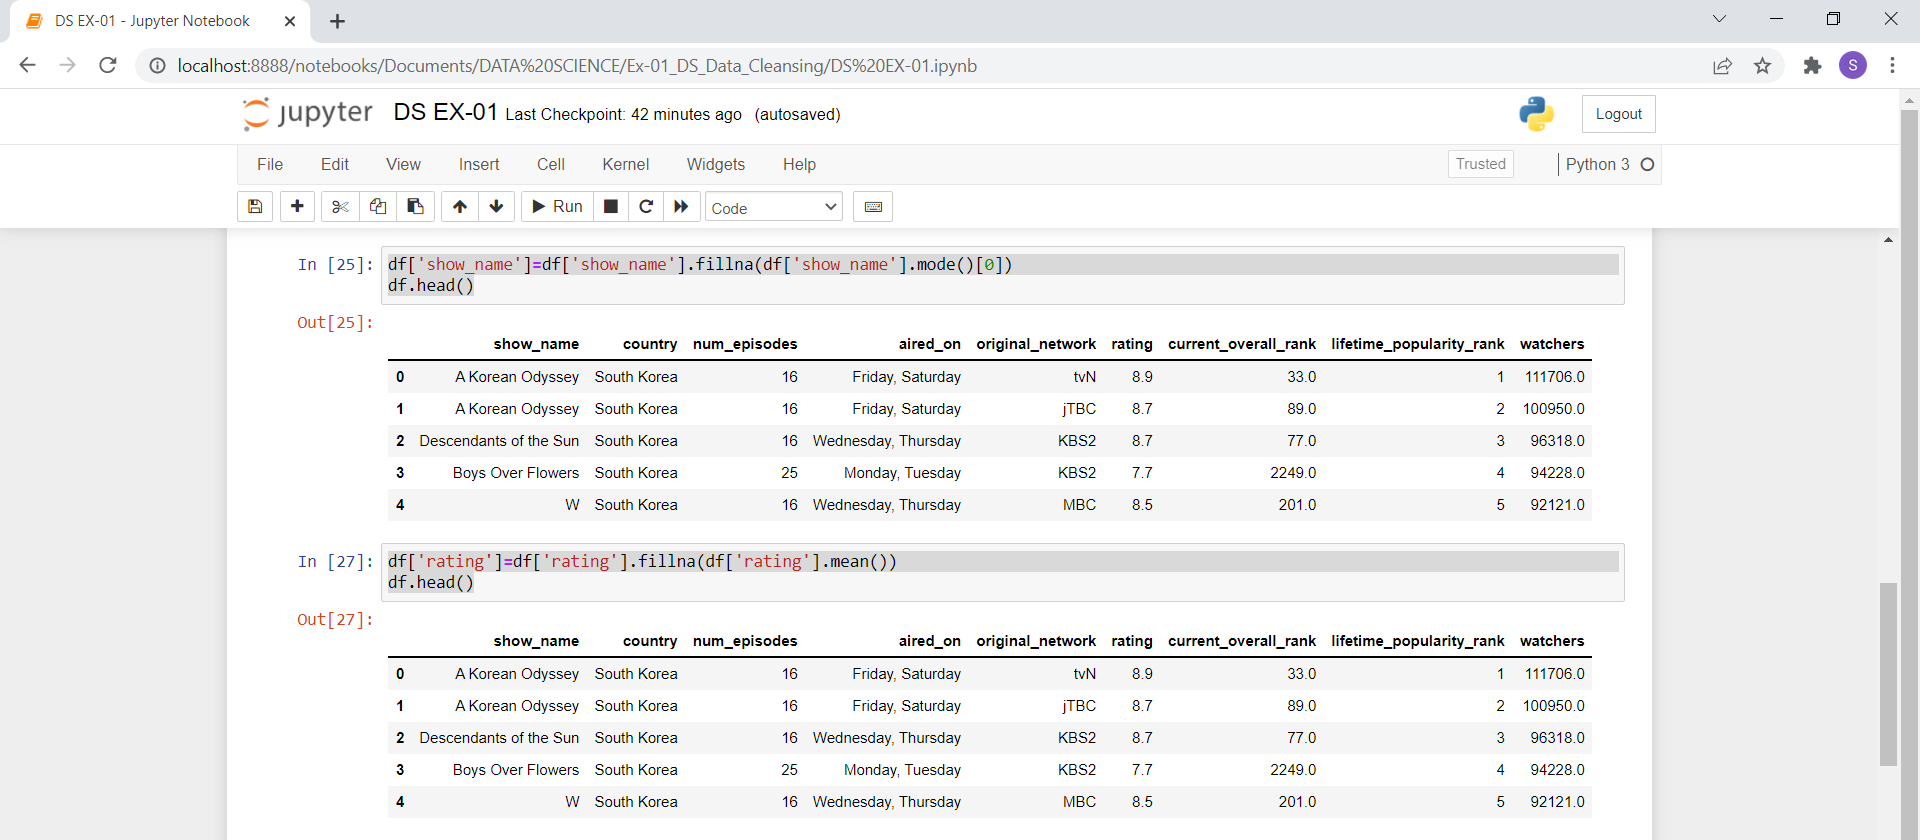 DS EX-01 - Jupyter Notebook
localhost:8888/notebooks/Documents/DATA%20SCIENCE/Ex-01_DS_Data_Cleansing/DS%20EX-01.ipynb
S
jupyter DS EX-01 Last Checkpoint: 42 minutes ago (autosaved)
Logout
File Edit View Insert Cell Kernel Widgets Help
Trusted
Python 3
Run
Code
In [25]: df['show_name']=df['show_name'].fillna(df['show_name'].mode()[0])
df.head()
Out[25]:
show_name country num_episodes aired_on original_network rating current_overall_rank lifetime_popularity_rank watchers
0 A Korean Odyssey South Korea 16 Friday, Saturday tvN 8.9 33.0 1 111706.0
1 A Korean Odyssey South Korea 16 Friday, Saturday jTBC 8.7 89.0 2 100950.0
2 Descendants of the Sun South Korea 16 Wednesday, Thursday KBS2 8.7 77.0 3 96318.0
3 Boys Over Flowers South Korea 25 Monday, Tuesday KBS2 7.7 2249.0 4 94228.0
4 W South Korea 16 Wednesday, Thursday MBC 8.5 201.0 5 92121.0
In [27]: df['rating']=df['rating'].fillna(df['rating'].mean())
df.head()
Out[27]:
show_name country num_episodes aired_on original_network rating current_overall_rank lifetime_popularity_rank watchers
0 A Korean Odyssey South Korea 16 Friday, Saturday tvN 8.9 33.0 1 111706.0
1 A Korean Odyssey South Korea 16 Friday, Saturday jTBC 8.7 89.0 2 100950.0
2 Descendants of the Sun South Korea 16 Wednesday, Thursday KBS2 8.7 77.0 3 96318.0
3 Boys Over Flowers South Korea 25 Monday, Tuesday KBS2 7.7 2249.0 4 94228.0
4 W South Korea 16 Wednesday, Thursday MBC 8.5 201.0 5 92121.0